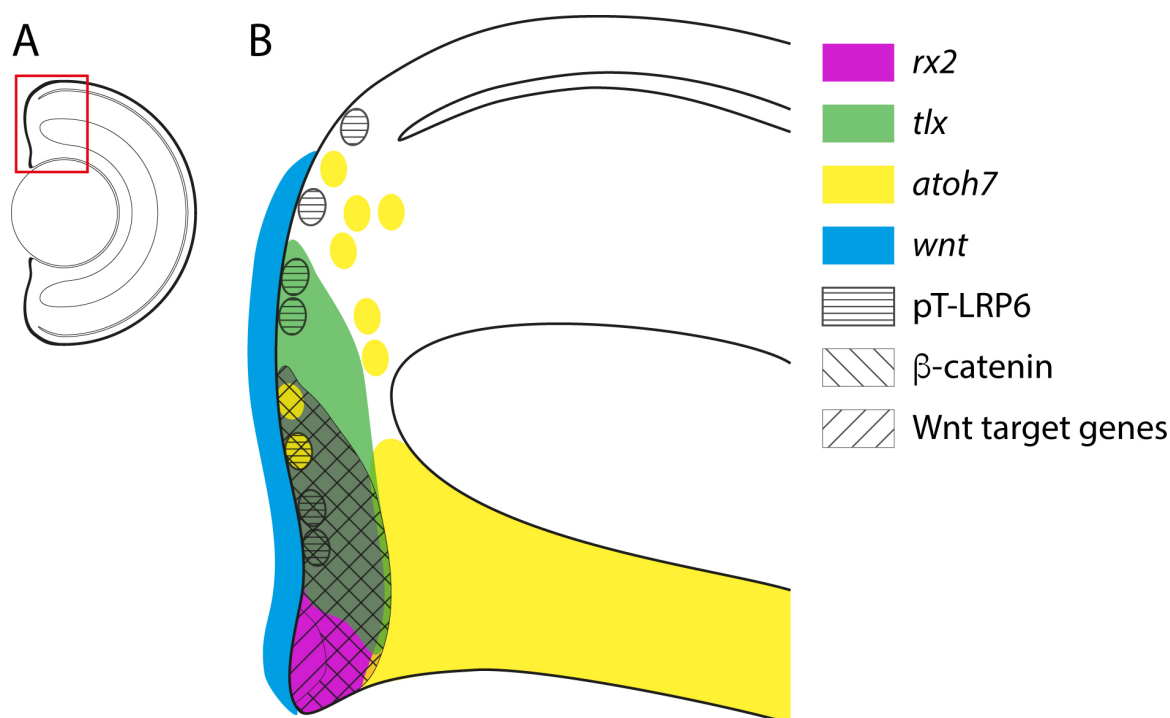 A
B
rx2
tlx
atoh7
wnt
pT-LRP6
β-catenin
Wnt target genes